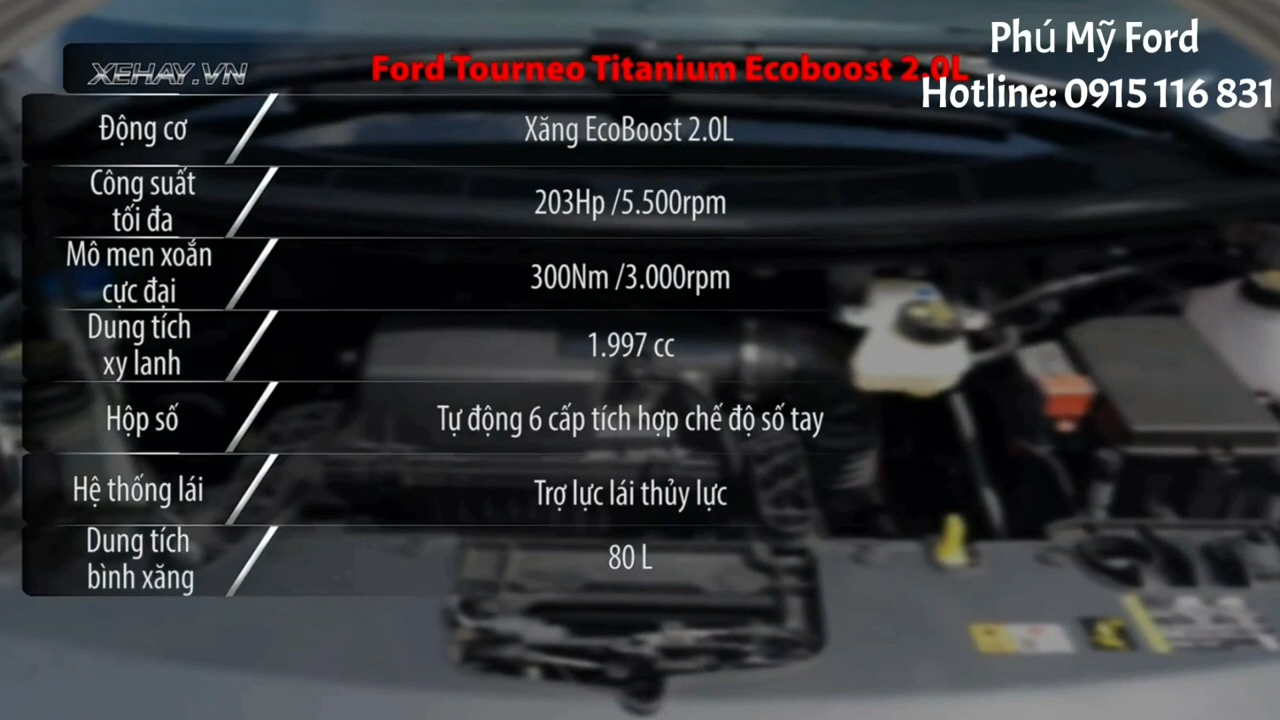 Phú Mỹ Ford
XEHAY.VN
Ford Tourneo Titanium Ecoboost 2.0L
Hotline: 0915 116 831
Động cơ
Xăng EcoBoost 2.0L
Công suất
tối đa
203Hp /5.500rpm
Mô men xoắn
cực đại
300Nm /3.000rpm
Dung tích
xy lanh
1.997 cc
Hộp số
Tự động 6 cấp tích hợp chế độ số tay
Hệ thống lái
Trợ lực lái thủy lực
Dung tích
bình xăng
80 L